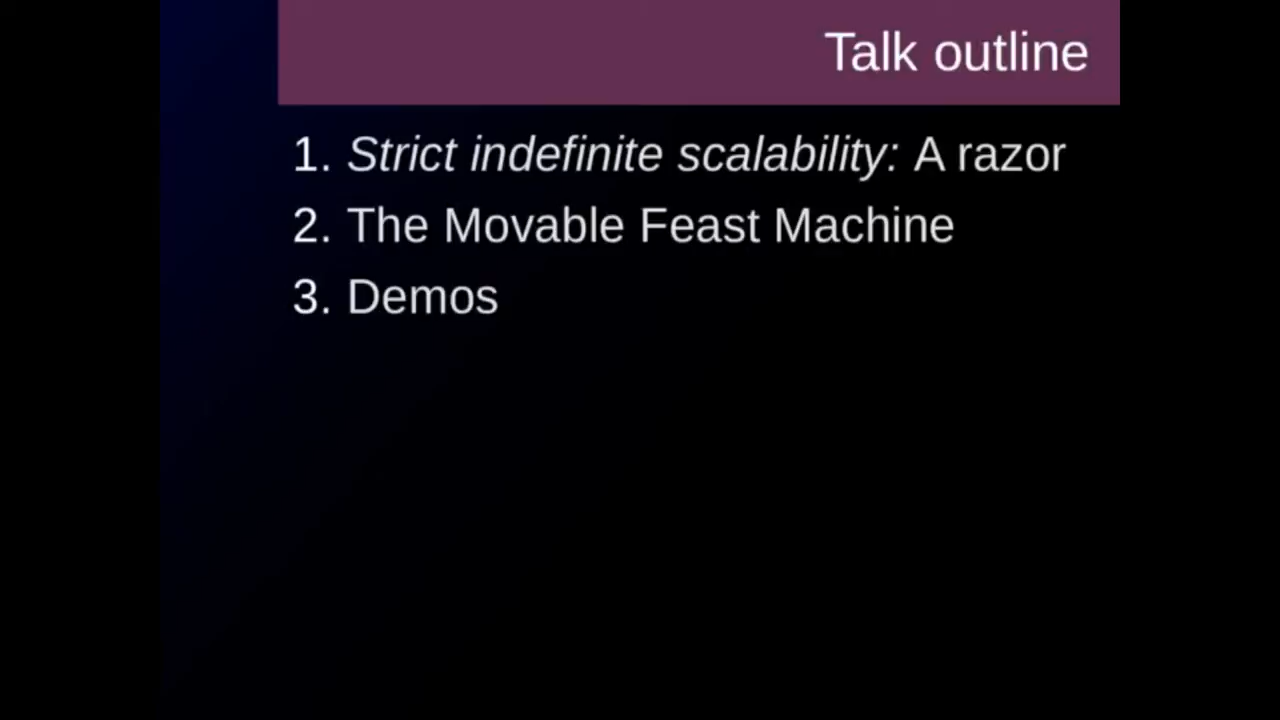 Talk outline
1. Strict indefinite scalability: A razor
2. The Movable Feast Machine
3. Demos